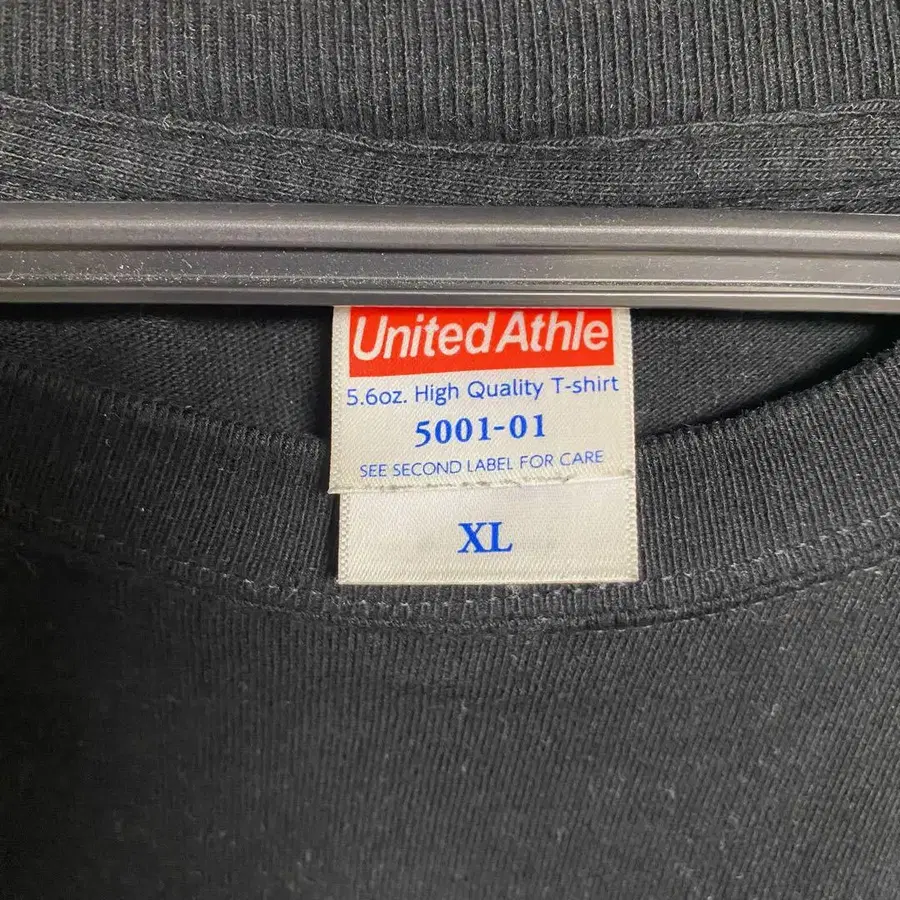 United Athle
5.6oz. High Quality T-shirt
5001-01
SEE SECOND LABEL FOR CARE
XL